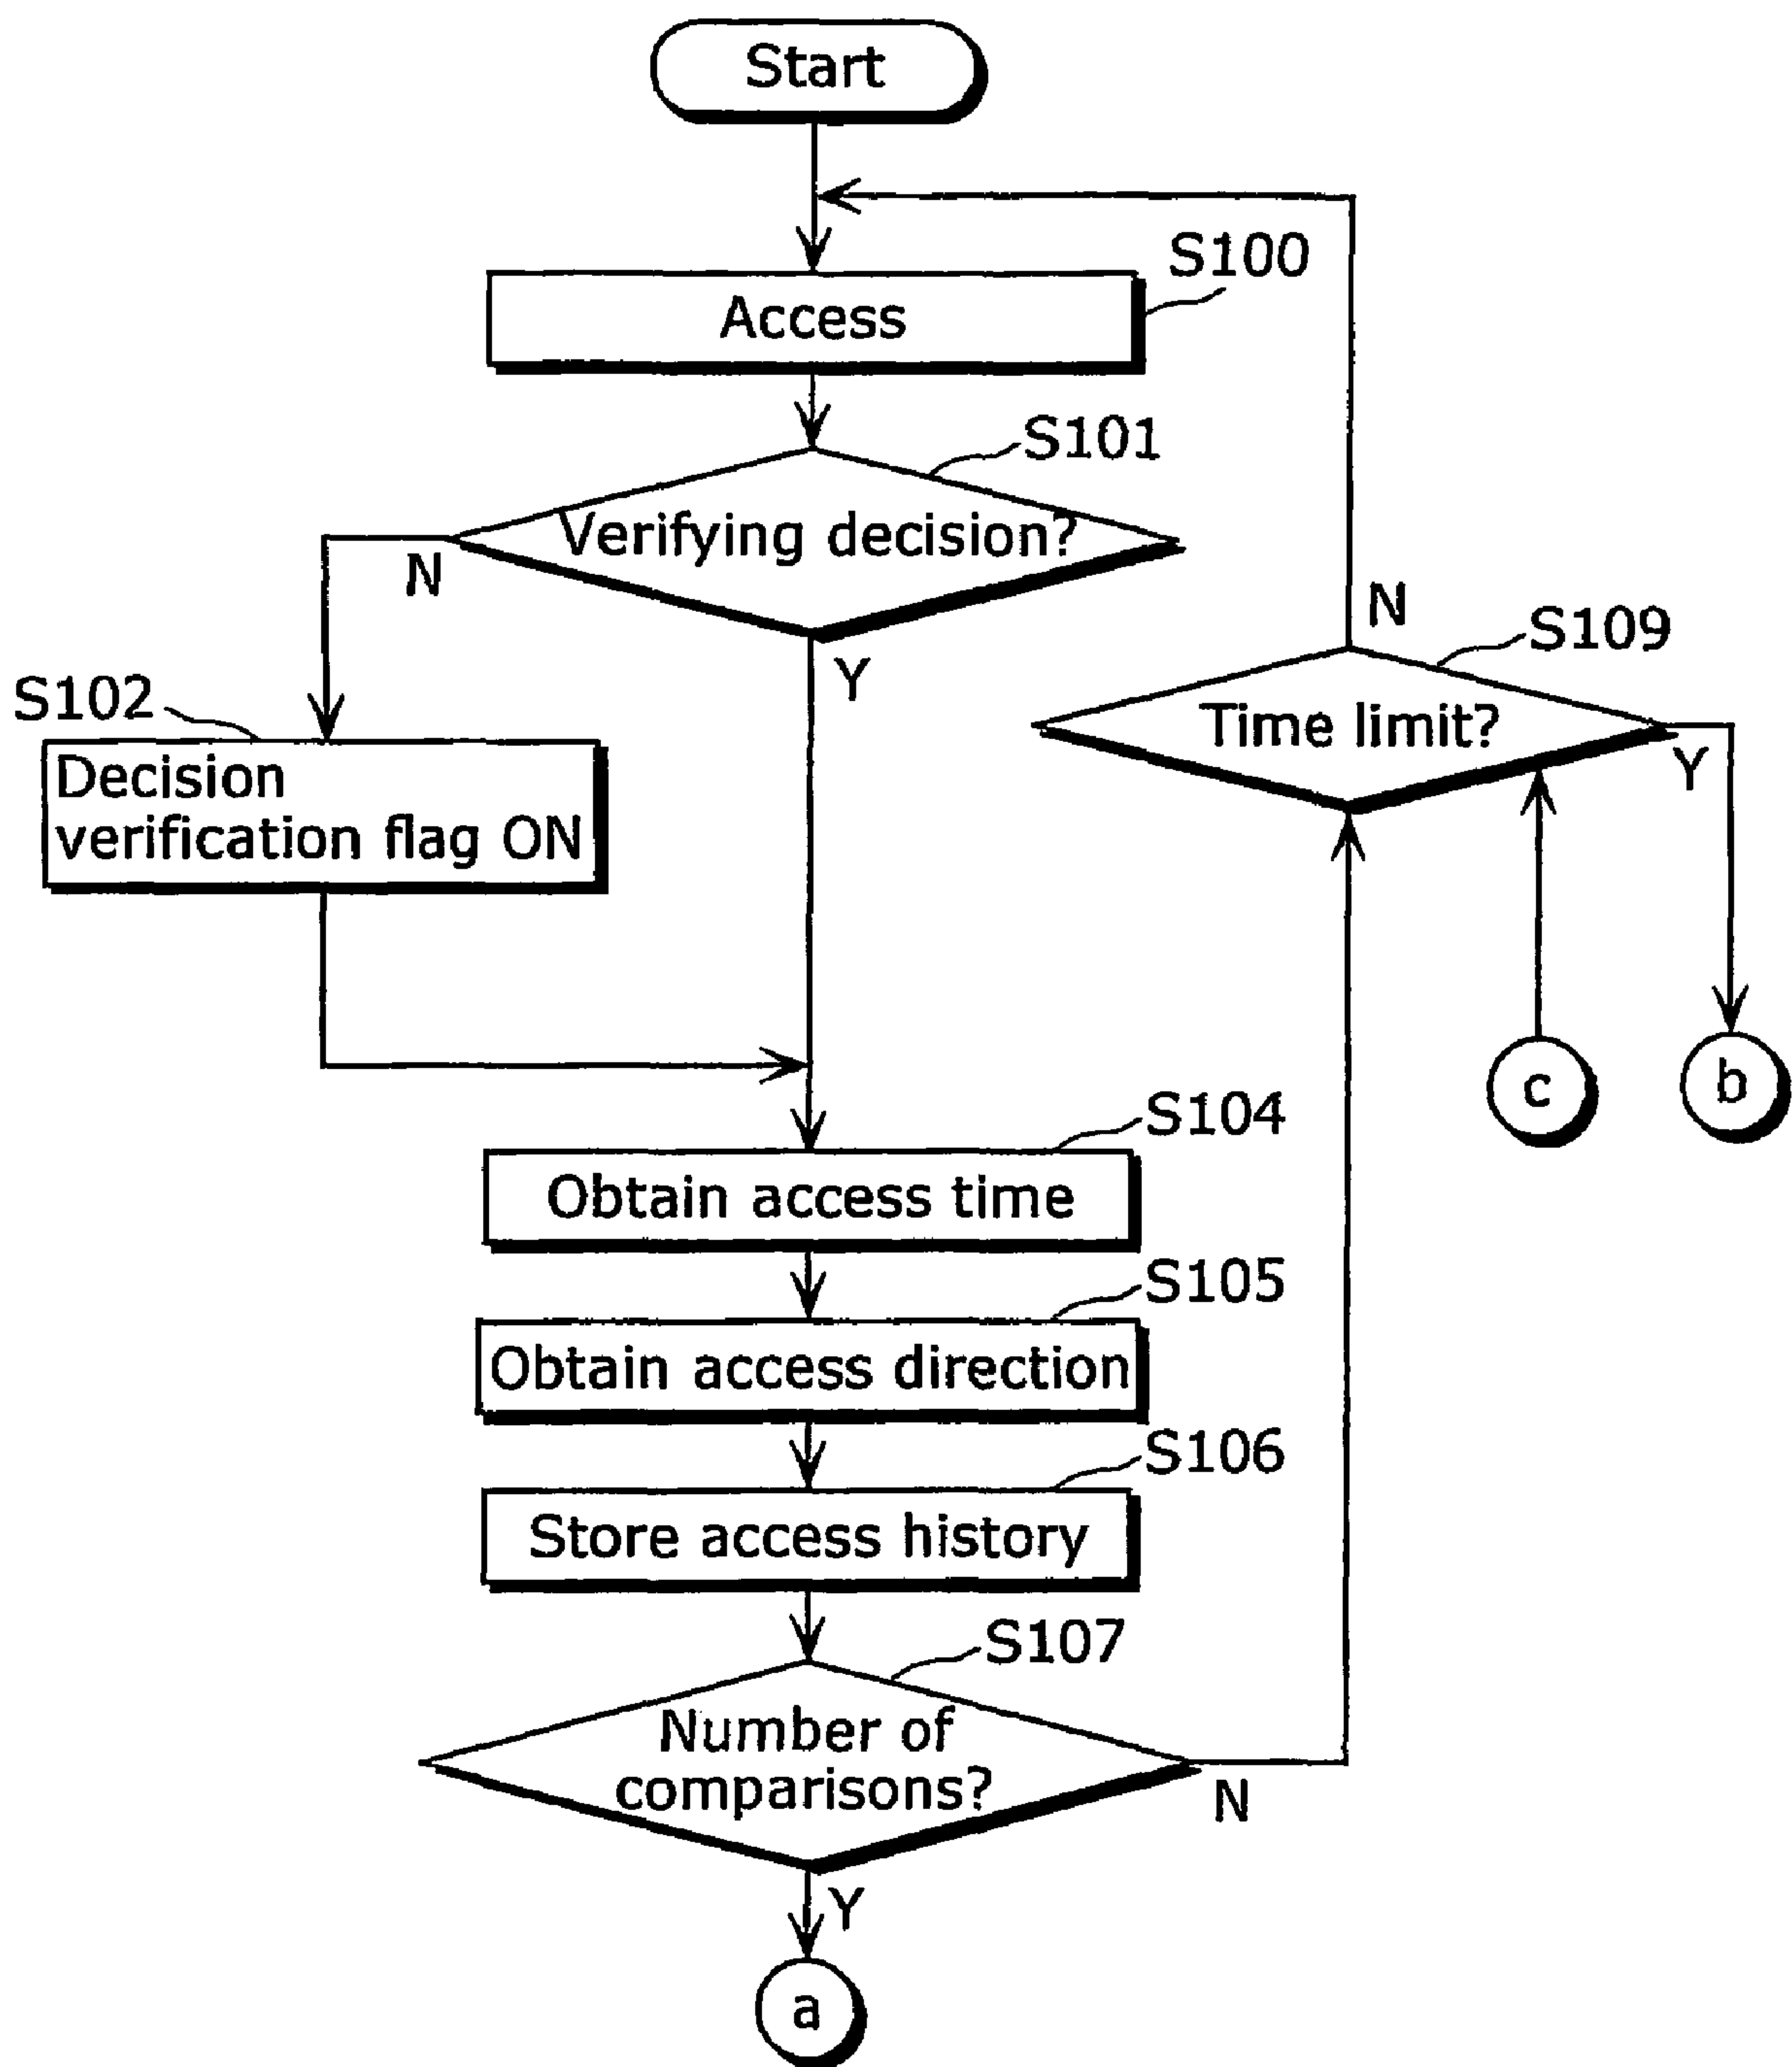 Start
S100
Access
S101
Verifying decision?
N
Y
S102
Decision
verification flag ON
N
S109
Time limit?
Y
c
b
S104
Obtain access time
S105
Obtain access direction
S106
Store access history
S107
Number of
comparisons?
N
Y
a